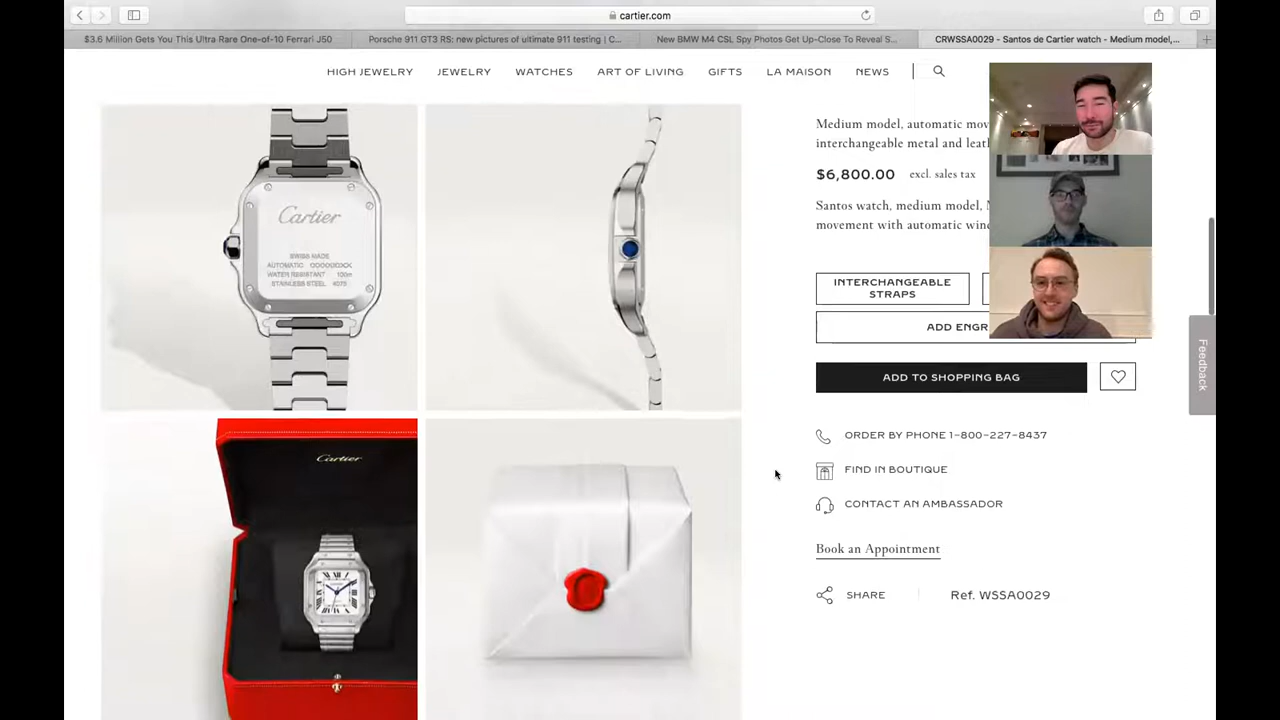 cartier.com
$3.6 Million Gets You This Ultra Rare One-of-10 Ferrari J50
Porsche 911 GT3 RS: new pictures of ultimate 911 testing | C...
New BMW M4 CSL Spy Photos Get Up-Close To Reveal S...
CRWSSA0029 - Santos de Cartier watch - Medium model,...
HIGH JEWELRY JEWELRY WATCHES ART OF LIVING GIFTS LA MAISON NEWS
Medium model, automatic mov
interchangeable metal and leath
$6,800.00 excl. sales tax
Santos watch, medium model,
movement with automatic win
INTERCHANGEABLE
STRAPS
ADD ENGR
ADD TO SHOPPING BAG
ORDER BY PHONE 1-800-227-8437
FIND IN BOUTIQUE
CONTACT AN AMBASSADOR
Book an Appointment
SHARE Ref. WSSA0029
Feedback
Cartier
SWISS MADE
AUTOMATIC
WATER RESISTANT 100m
STAINLESS STEEL 4075
Cartier